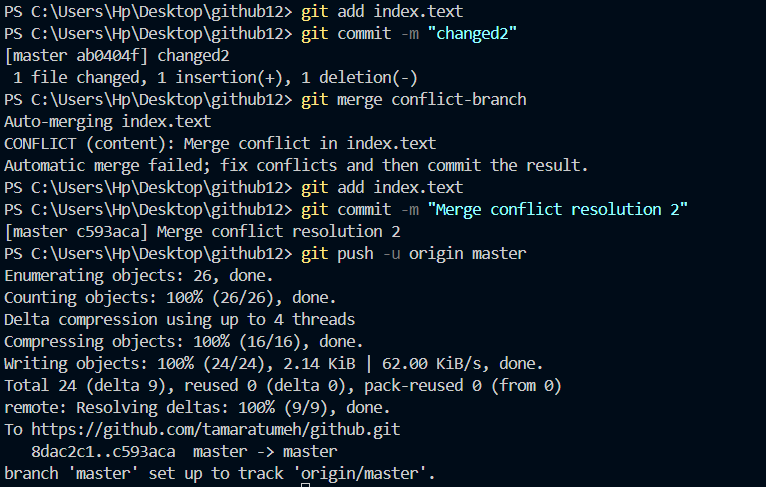 PS C:\Users\Hp\Desktop\github12> git add index.text
PS C:\Users\Hp\Desktop\github12> git commit -m "changed2"
[master ab0404f] changed2
 1 file changed, 1 insertion(+), 1 deletion(-)
PS C:\Users\Hp\Desktop\github12> git merge conflict-branch
Auto-merging index.text
CONFLICT (content): Merge conflict in index.text
Automatic merge failed; fix conflicts and then commit the result.
PS C:\Users\Hp\Desktop\github12> git add index.text
PS C:\Users\Hp\Desktop\github12> git commit -m "Merge conflict resolution 2"
[master c593aca] Merge conflict resolution 2
PS C:\Users\Hp\Desktop\github12> git push -u origin master
Enumerating objects: 26, done.
Counting objects: 100% (26/26), done.
Delta compression using up to 4 threads
Compressing objects: 100% (16/16), done.
Writing objects: 100% (24/24), 2.14 KiB | 62.00 KiB/s, done.
Total 24 (delta 9), reused 0 (delta 0), pack-reused 0 (from 0)
remote: Resolving deltas: 100% (9/9), done.
To https://github.com/tamaratumeh/github.git
   8dac2c1..c593aca  master -> master
branch 'master' set up to track 'origin/master'.